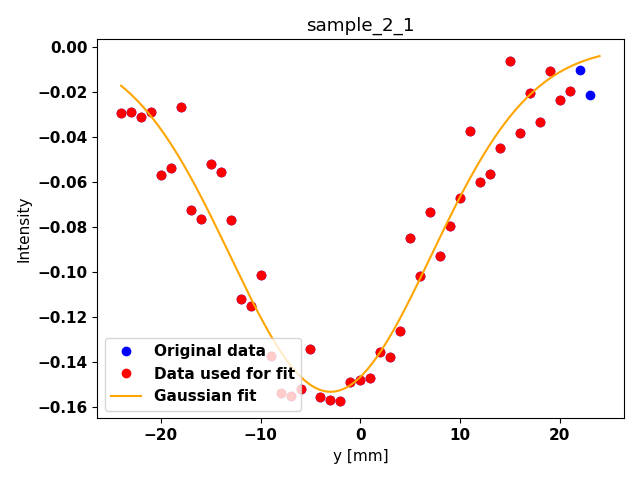 sample_2_1
0.00
−0.02
−0.04
−0.06
−0.08
−0.10
−0.12
−0.14
−0.16
Intensity
Original data
Data used for fit
Gaussian fit
−20
−10
0
10
20
y [mm]